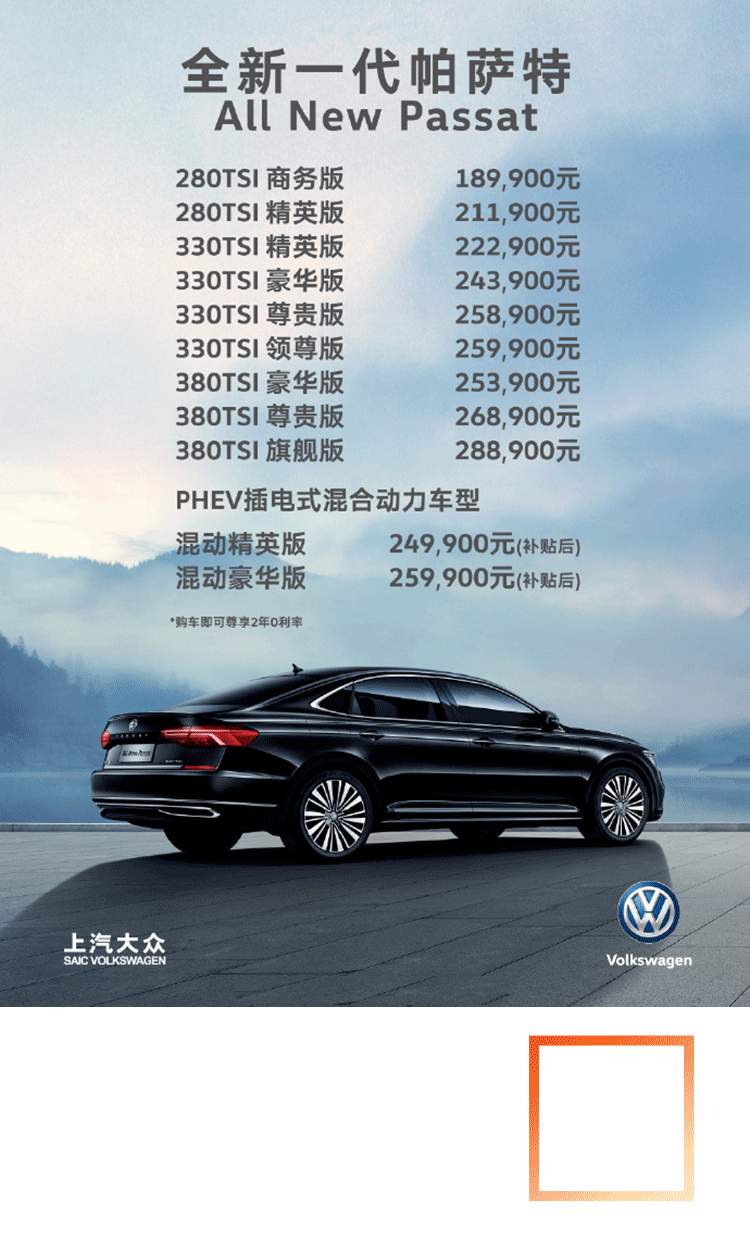 全新一代帕萨特
All New Passat
280TSI 商务版 189,900元
280TSI 精英版 211,900元
330TSI 精英版 222,900元
330TSI 豪华版 243,900元
330TSI 尊贵版 258,900元
330TSI 领尊版 259,900元
380TSI 豪华版 253,900元
380TSI 尊贵版 268,900元
380TSI 旗舰版 288,900元
PHEV插电式混合动力车型
混动精英版 249,900元(补贴后)
混动豪华版 259,900元(补贴后)
*购车即可尊享2年0利率
PASSAT
All New Passat
上汽大众
SAIC VOLKSWAGEN
Volkswagen